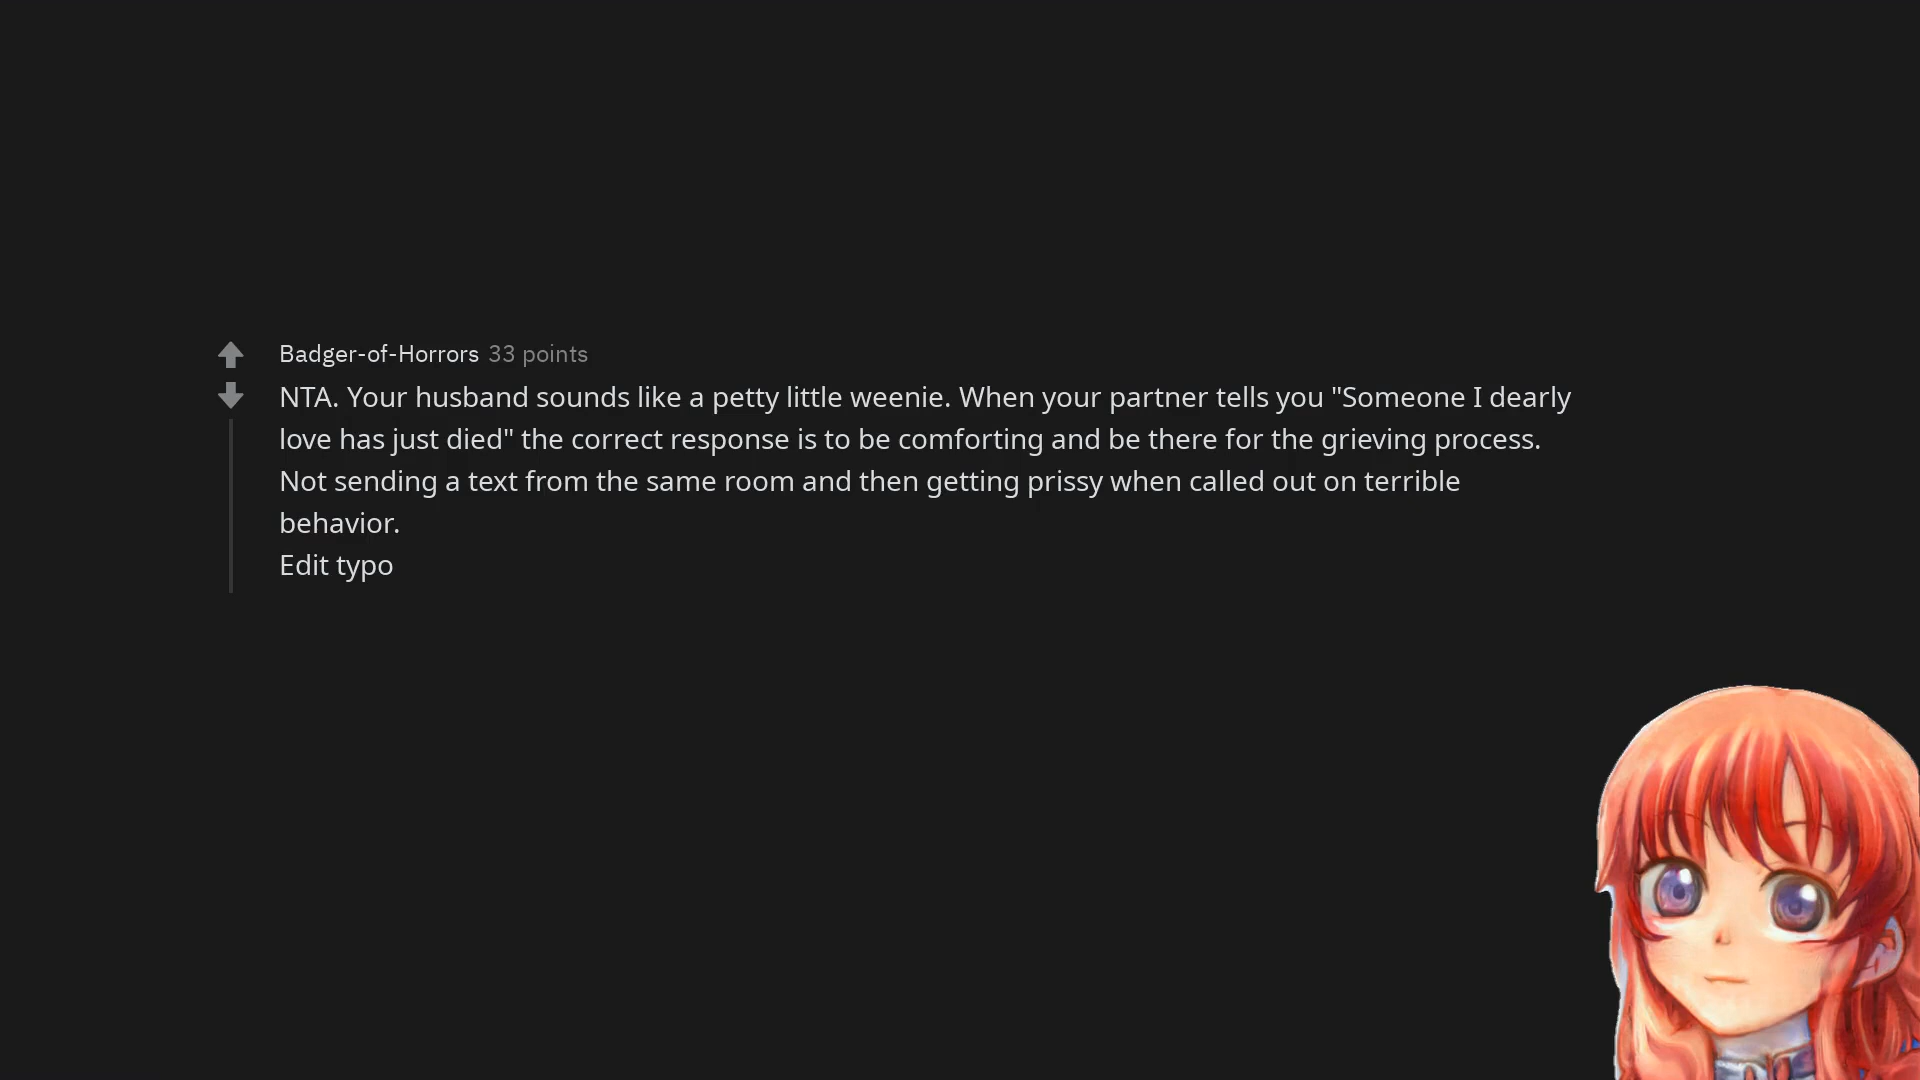 Badger-of-Horrors 33 points
NTA. Your husband sounds like a petty little weenie. When your partner tells you "Someone I dearly
love has just died" the correct response is to be comforting and be there for the grieving process.
Not sending a text from the same room and then getting prissy when called out on terrible
behavior.
Edit typo